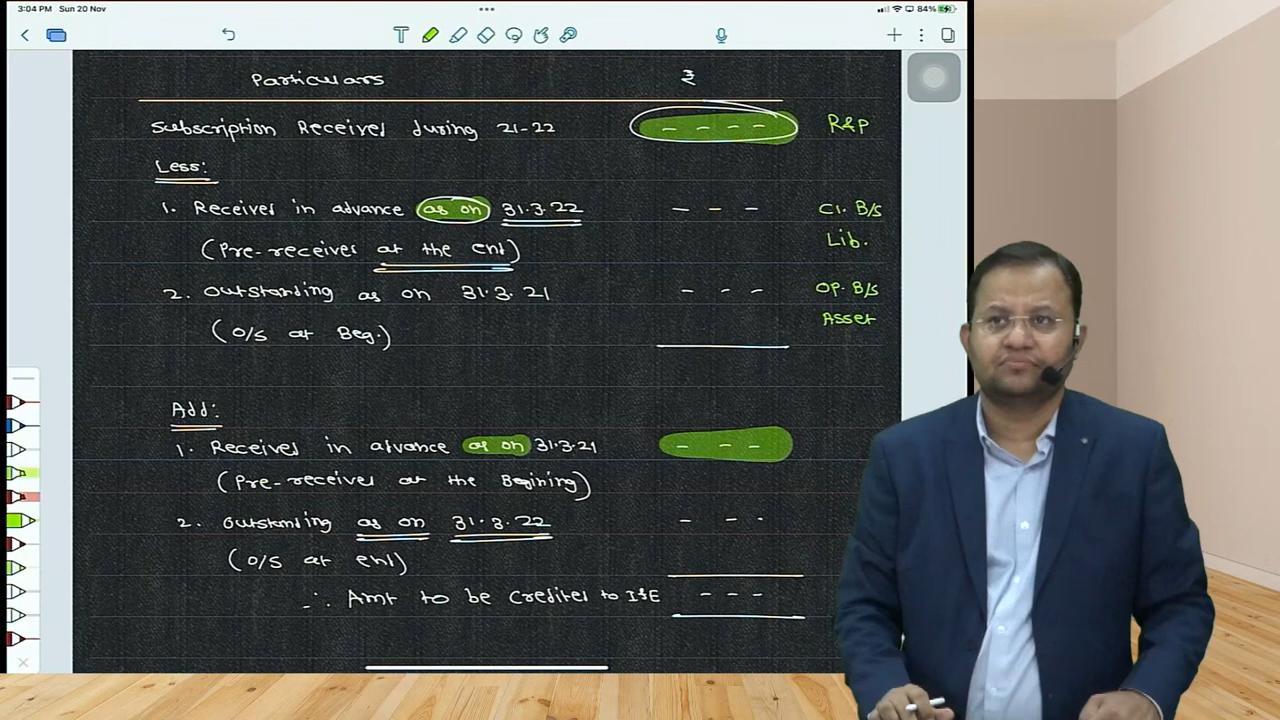 3:04 PM Sun 20 Nov
84%
Particulars ₹
Subscription Received during 21-22 - - - - R&P
Less:
1. Received in advance as on 31.3.22 - - - Cl. B/s
(Pre-received at the end) Lib.
2. Outstanding as on 31.3.21 - - - Op. B/s
(O/S at Beg.) Asset
Add:
1. Received in advance as on 31.3.21 - - -
(Pre-received at the Begining)
2. Outstanding as on 31.3.22 - - -
(O/S at end)
∴ Amt to be Credited to I&E - - -